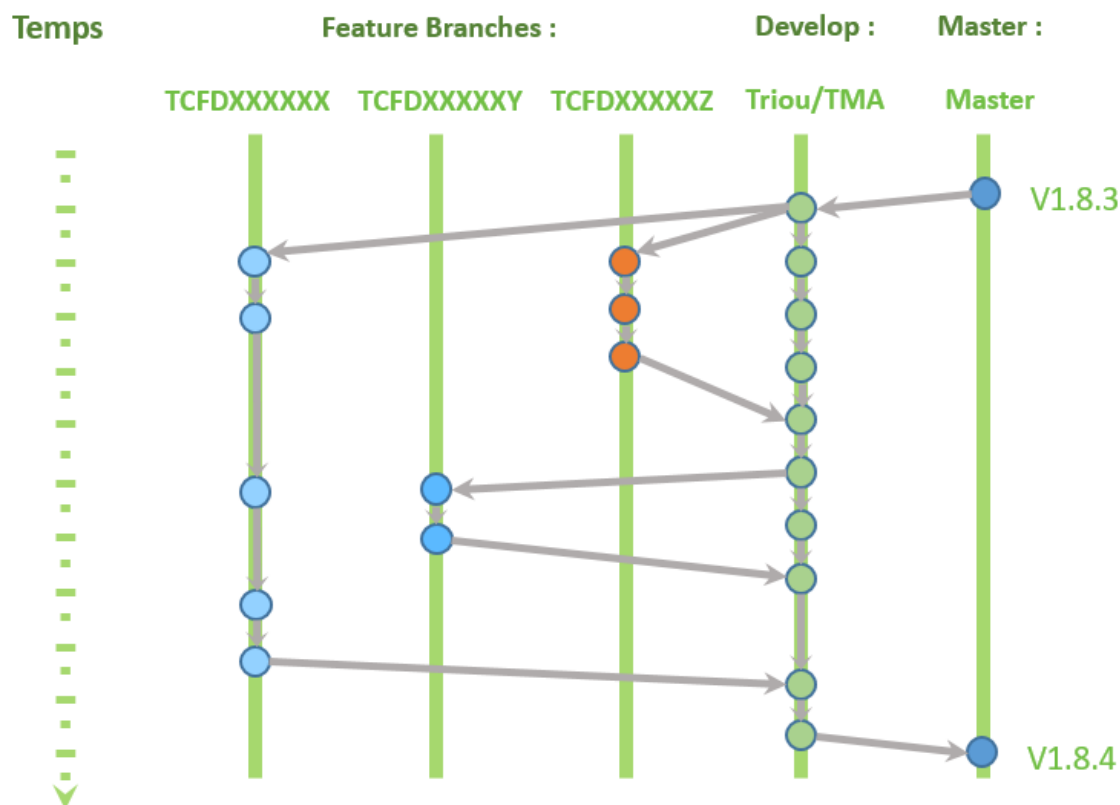 Temps
Feature Branches :
Develop :
Master :
TCFDXXXXXX
TCFDXXXXXY
TCFDXXXXXZ
Triou/TMA
Master
V1.8.3
V1.8.4